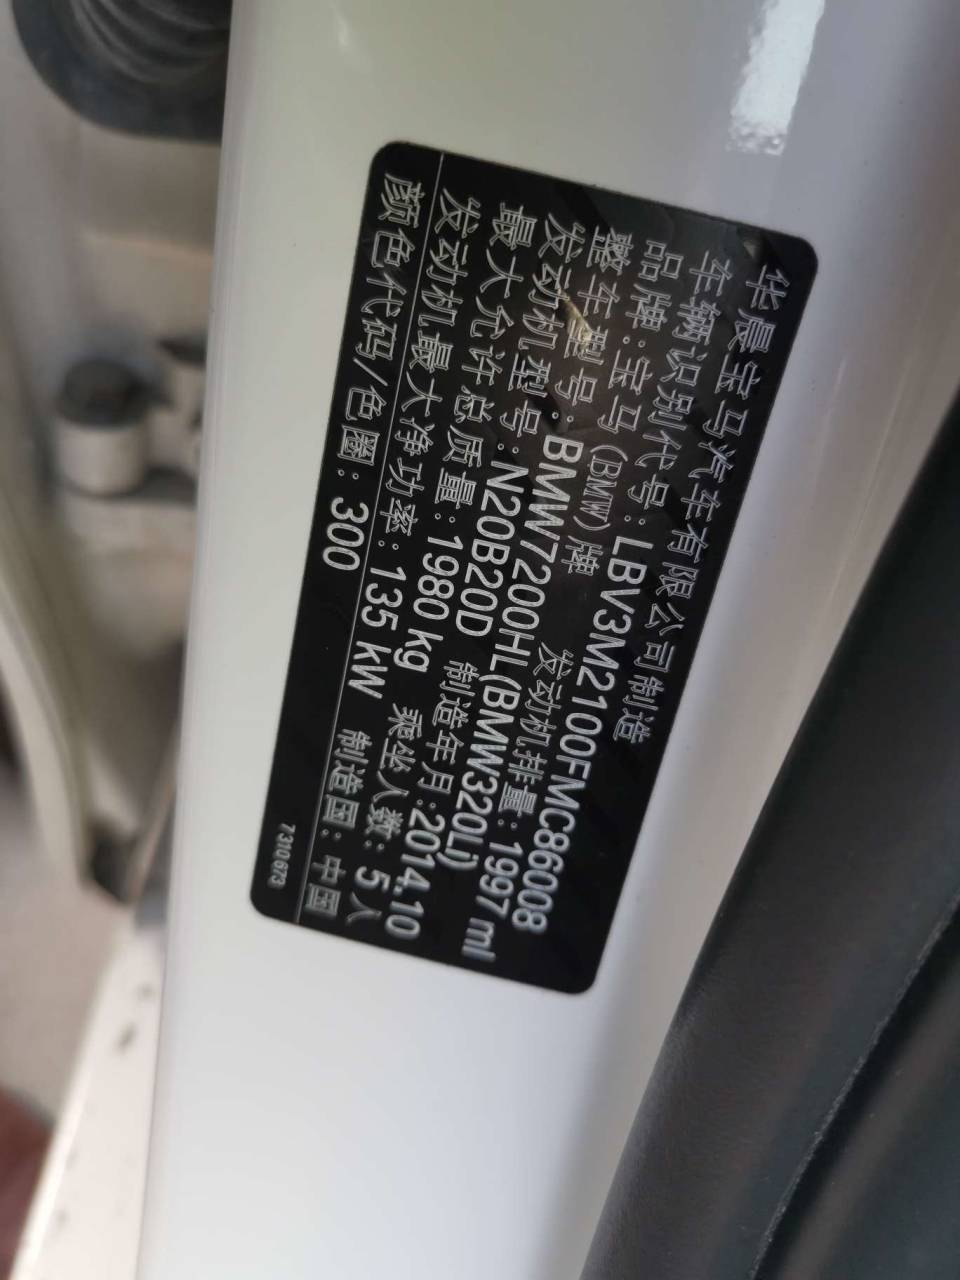 华晨宝马汽车有限公司制造
车辆识别代号:LBV3M2100FMC86008
品牌:宝马(BMW)牌 发动机排量:1997 ml
整车型号:BMW7200HL(BMW320Li)
发动机型号:N20B20D 制造年月:2014.10
最大允许总质量:1980 kg 乘坐人数:5人
发动机最大净功率:135 kW 制造国:中国
颜色代码/色圈:300
7310673